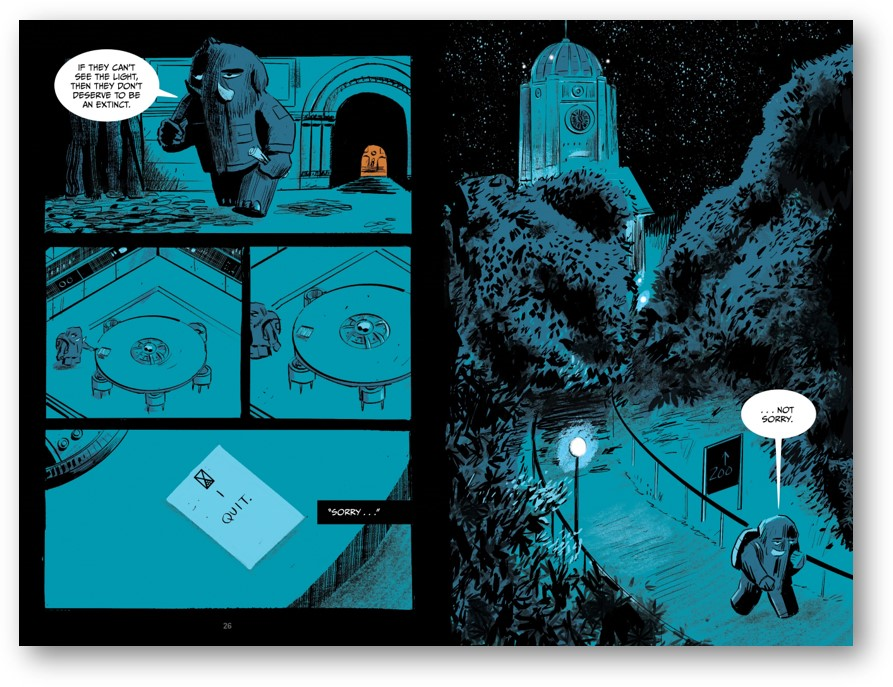 IF THEY CAN'T
SEE THE LIGHT,
THEN THEY DON'T
DESERVE TO BE
AN EXTINCT.
I
QUIT.
"SORRY . . ."
26
. . . NOT
SORRY.
ZOO